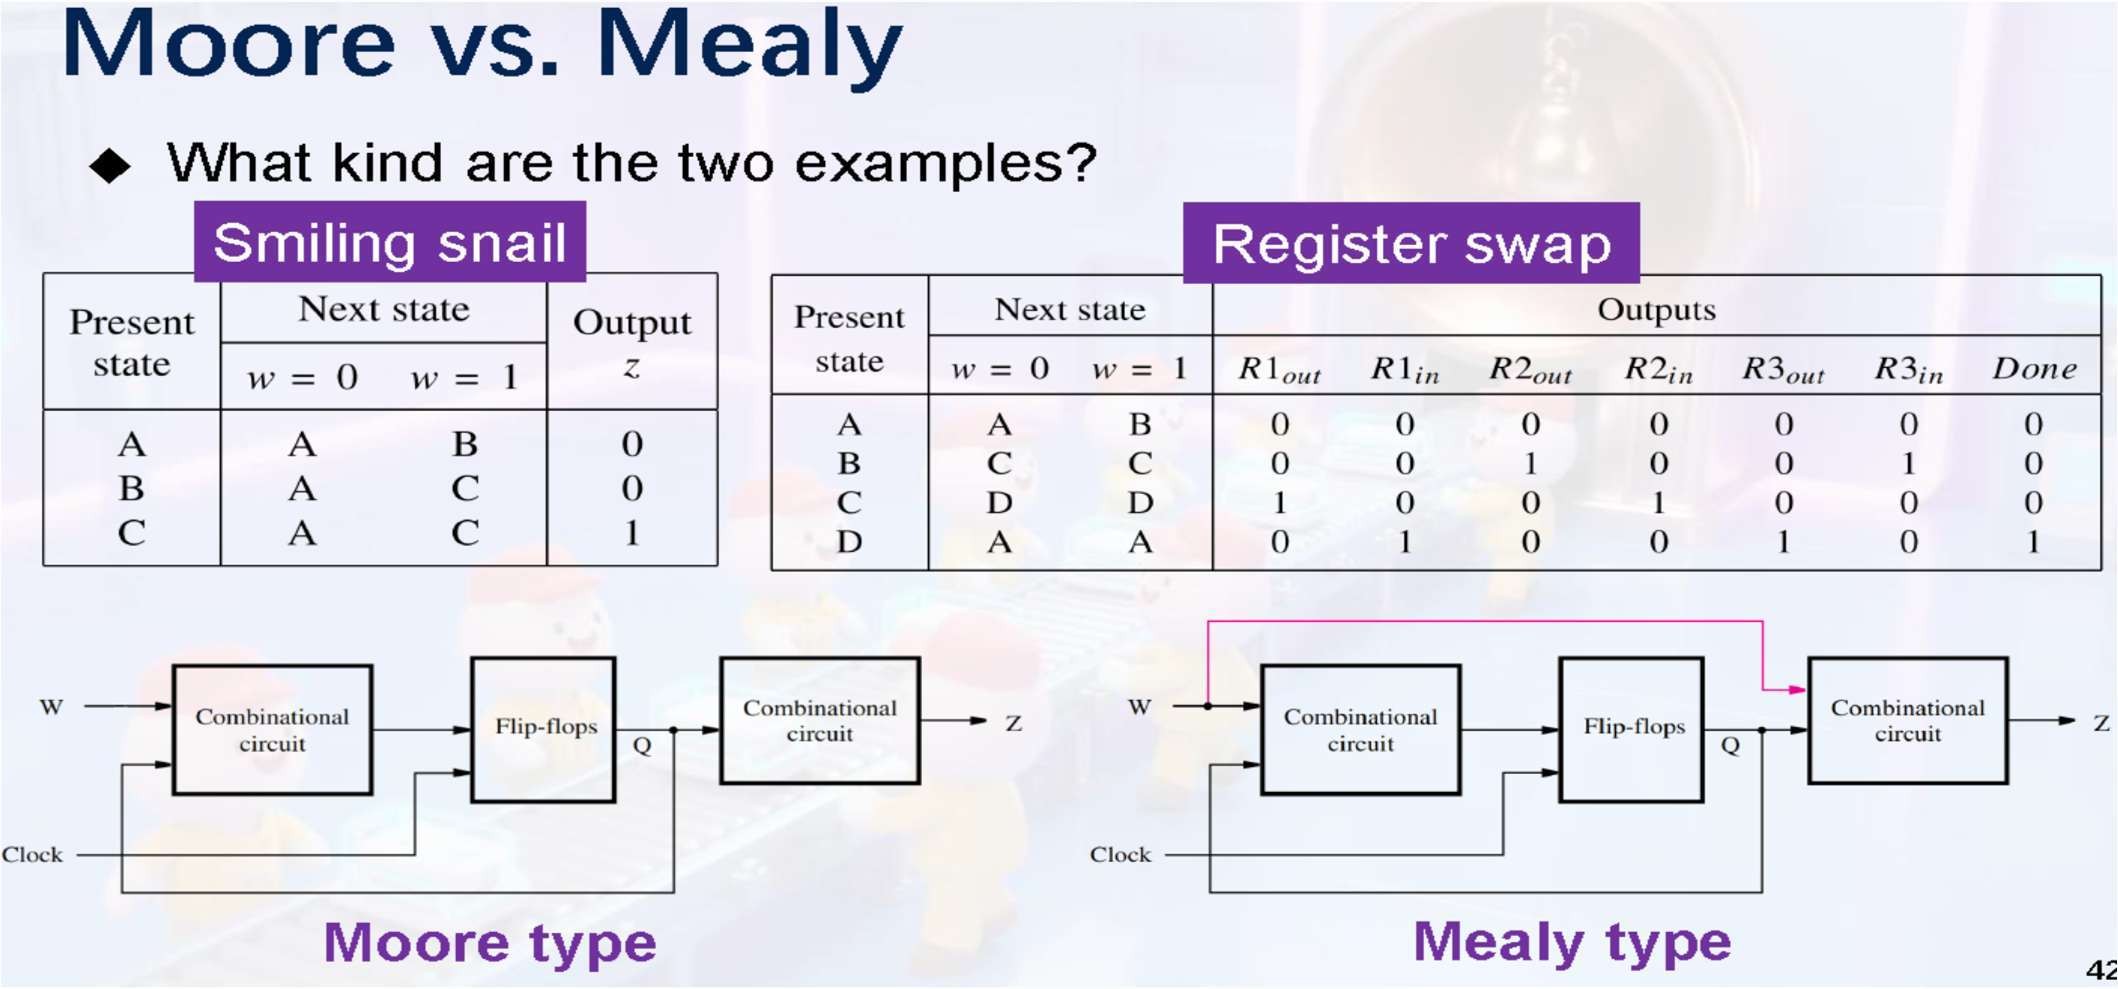 Moore vs. Mealy
◆ What kind are the two examples?
Smiling snail
Present state | Next state | Output z
w = 0 | w = 1
A | A | B | 0
B | A | C | 0
C | A | C | 1
Register swap
Present state | Next state | Outputs
w = 0 | w = 1 | R1out | R1in | R2out | R2in | R3out | R3in | Done
A | A | B | 0 | 0 | 0 | 0 | 0 | 0 | 0
B | C | C | 0 | 0 | 1 | 0 | 0 | 1 | 0
C | D | D | 1 | 0 | 0 | 1 | 0 | 0 | 0
D | A | A | 0 | 1 | 0 | 0 | 1 | 0 | 1
W
Combinational
circuit
Flip-flops
Q
Combinational
circuit
Z
Clock
Moore type
W
Combinational
circuit
Flip-flops
Q
Combinational
circuit
Z
Clock
Mealy type
42